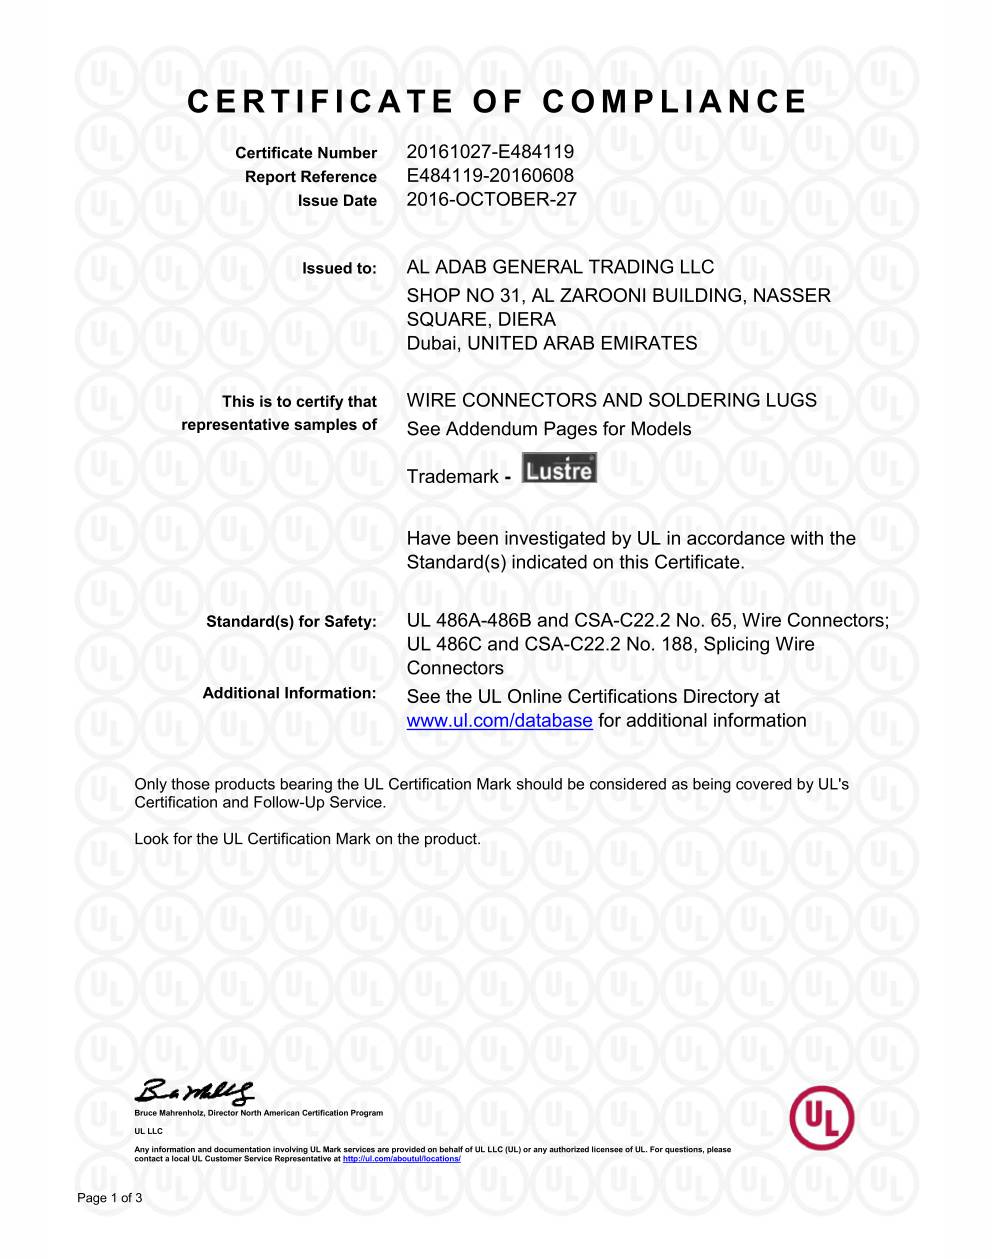 CERTIFICATE OF COMPLIANCE
Certificate Number 20161027-E484119
Report Reference E484119-20160608
Issue Date 2016-OCTOBER-27
Issued to: AL ADAB GENERAL TRADING LLC
SHOP NO 31, AL ZAROONI BUILDING, NASSER
SQUARE, DIERA
Dubai, UNITED ARAB EMIRATES
This is to certify that WIRE CONNECTORS AND SOLDERING LUGS
representative samples of See Addendum Pages for Models
Trademark - Lustre®
Have been investigated by UL in accordance with the
Standard(s) indicated on this Certificate.
Standard(s) for Safety: UL 486A-486B and CSA-C22.2 No. 65, Wire Connectors;
UL 486C and CSA-C22.2 No. 188, Splicing Wire
Connectors
Additional Information: See the UL Online Certifications Directory at
www.ul.com/database for additional information
Only those products bearing the UL Certification Mark should be considered as being covered by UL's
Certification and Follow-Up Service.
Look for the UL Certification Mark on the product.
Bruce Mahrenholz, Director North American Certification Program
UL LLC
Any information and documentation involving UL Mark services are provided on behalf of UL LLC (UL) or any authorized licensee of UL. For questions, please
contact a local UL Customer Service Representative at http://ul.com/aboutul/locations/
UL
Page 1 of 3